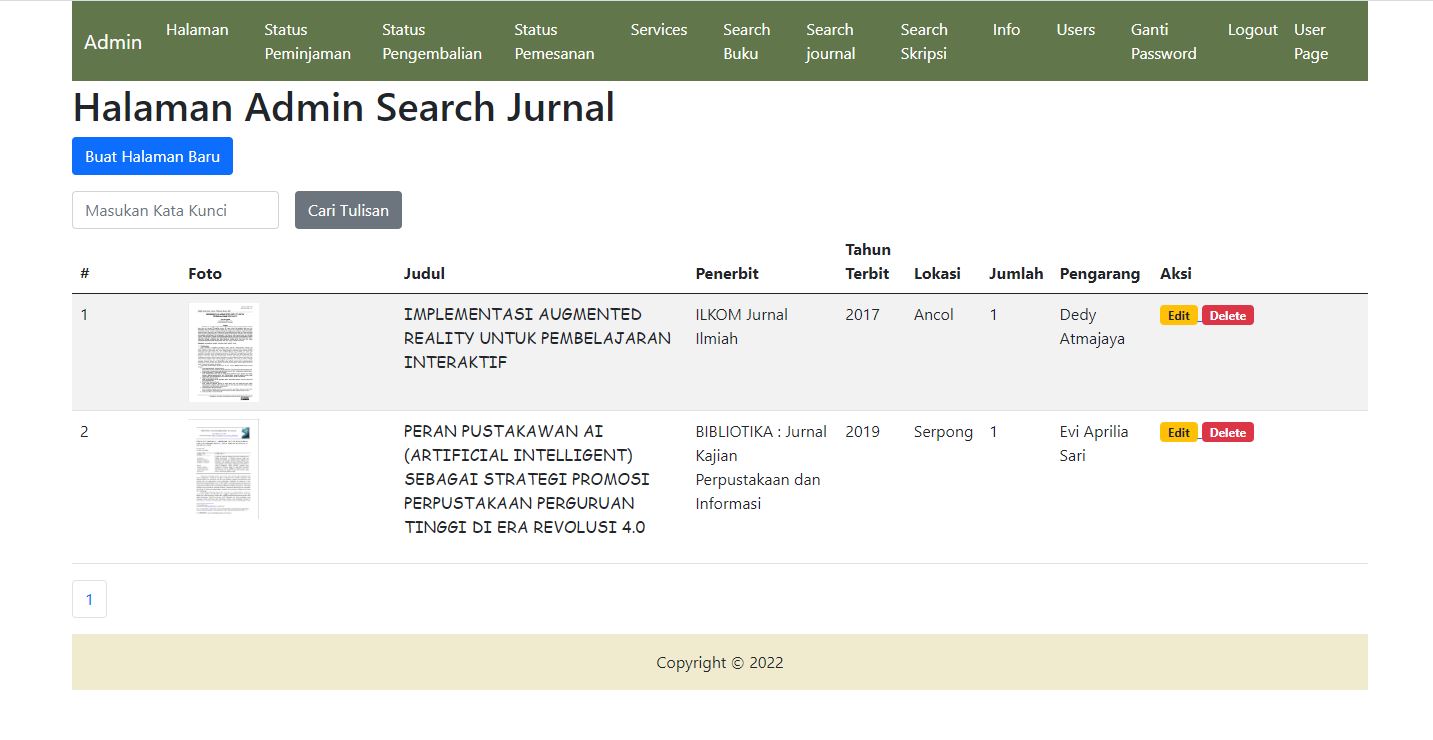 Admin
Halaman
Status
Peminjaman
Status
Pengembalian
Status
Pemesanan
Services
Search
Buku
Search
journal
Search
Skripsi
Info
Users
Ganti
Password
Logout
User
Page
Halaman Admin Search Jurnal
Buat Halaman Baru
Masukan Kata Kunci
Cari Tulisan
#
Foto
Judul
Penerbit
Tahun
Terbit
Lokasi
Jumlah
Pengarang
Aksi
1
IMPLEMENTASI AUGMENTED
REALITY UNTUK PEMBELAJARAN
INTERAKTIF
ILKOM Jurnal
Ilmiah
2017
Ancol
1
Dedy
Atmajaya
Edit
Delete
2
PERAN PUSTAKAWAN AI
(ARTIFICIAL INTELLIGENT)
SEBAGAI STRATEGI PROMOSI
PERPUSTAKAAN PERGURUAN
TINGGI DI ERA REVOLUSI 4.0
BIBLIOTIKA : Jurnal
Kajian
Perpustakaan dan
Informasi
2019
Serpong
1
Evi Aprilia
Sari
Edit
Delete
1
Copyright © 2022